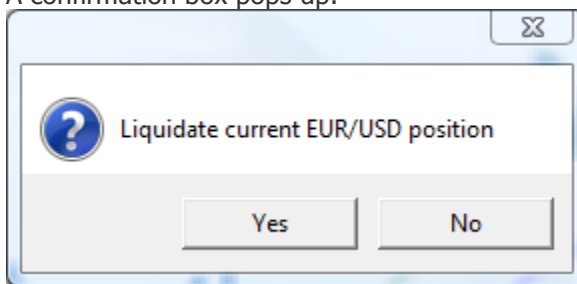 A confirmation box pops up:
Liquidate current EUR/USD position
Yes
No